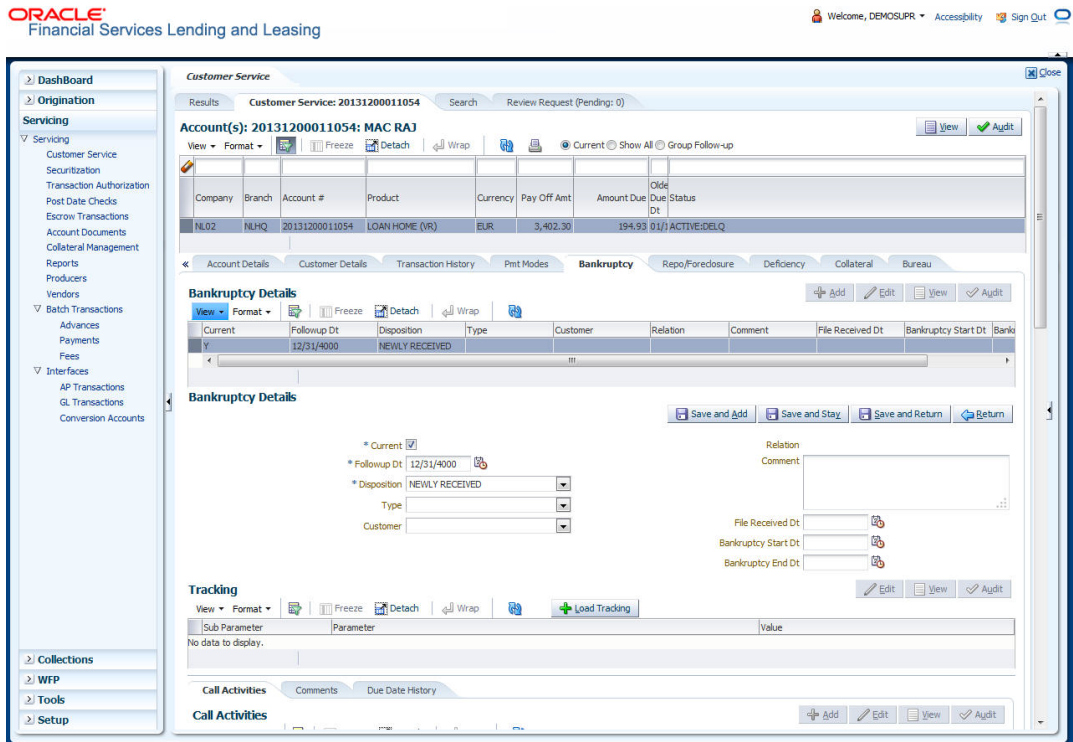 ORACLE'
Financial Services Lending and Leasing
Welcome, DEMOSUPR Accessibility Sign Out
Close
DashBoard
Origination
Servicing
Servicing
Customer Service
Securitization
Transaction Authorization
Post Date Checks
Escrow Transactions
Account Documents
Collateral Management
Reports
Producers
Vendors
Batch Transactions
Advances
Payments
Fees
Interfaces
AP Transactions
GL Transactions
Conversion Accounts
Collections
WFP
Tools
Setup
Customer Service
Results Customer Service: 20131200011054 Search Review Request (Pending: 0)
Account(s): 20131200011054: MAC RAJ
View Audit
View Format Freeze Detach Wrap Current Show All Group Follow-up
Company Branch Account # Product Currency Pay Off Amt Amount Due Olde Due Dt Status
NL02 NLHQ 20131200011054 LOAN HOME (VR) EUR 3,402.30 194.93 01/1 ACTIVE:DELQ
« Account Details Customer Details Transaction History Pmt Modes Bankruptcy Repo/Foreclosure Deficiency Collateral Bureau
Bankruptcy Details
Add Edit View Audit
View Format Freeze Detach Wrap
Current Followup Dt Disposition Type Customer Relation Comment File Received Dt Bankruptcy Start Dt Bank
Y 12/31/4000 NEWLY RECEIVED
Bankruptcy Details
Save and Add Save and Stay Save and Return Return
* Current
* Followup Dt 12/31/4000
* Disposition NEWLY RECEIVED
Type
Customer
Relation
Comment
File Received Dt
Bankruptcy Start Dt
Bankruptcy End Dt
Tracking
Edit View Audit
View Format Freeze Detach Wrap Load Tracking
Sub Parameter Parameter Value
No data to display.
Call Activities Comments Due Date History
Call Activities
Add Edit View Audit